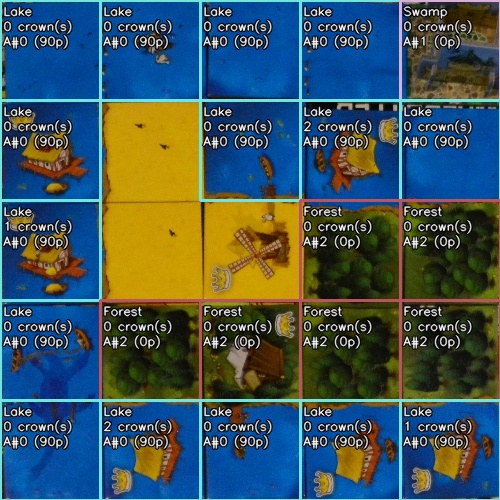 Lake
0 crown(s)
A#0 (90p)
Lake
0 crown(s)
A#0 (90p)
Lake
0 crown(s)
A#0 (90p)
Lake
0 crown(s)
A#0 (90p)
Swamp
0 crown(s)
A#1 (0p)
Lake
0 crown(s)
A#0 (90p)
Lake
0 crown(s)
A#0 (90p)
Lake
2 crown(s)
A#0 (90p)
Lake
0 crown(s)
A#0 (90p)
Lake
1 crown(s)
A#0 (90p)
Forest
0 crown(s)
A#2 (0p)
Forest
0 crown(s)
A#2 (0p)
Lake
0 crown(s)
A#0 (90p)
Forest
0 crown(s)
A#2 (0p)
Forest
0 crown(s)
A#2 (0p)
Forest
0 crown(s)
A#2 (0p)
Forest
0 crown(s)
A#2 (0p)
Lake
0 crown(s)
A#0 (90p)
Lake
2 crown(s)
A#0 (90p)
Lake
0 crown(s)
A#0 (90p)
Lake
0 crown(s)
A#0 (90p)
Lake
1 crown(s)
A#0 (90p)